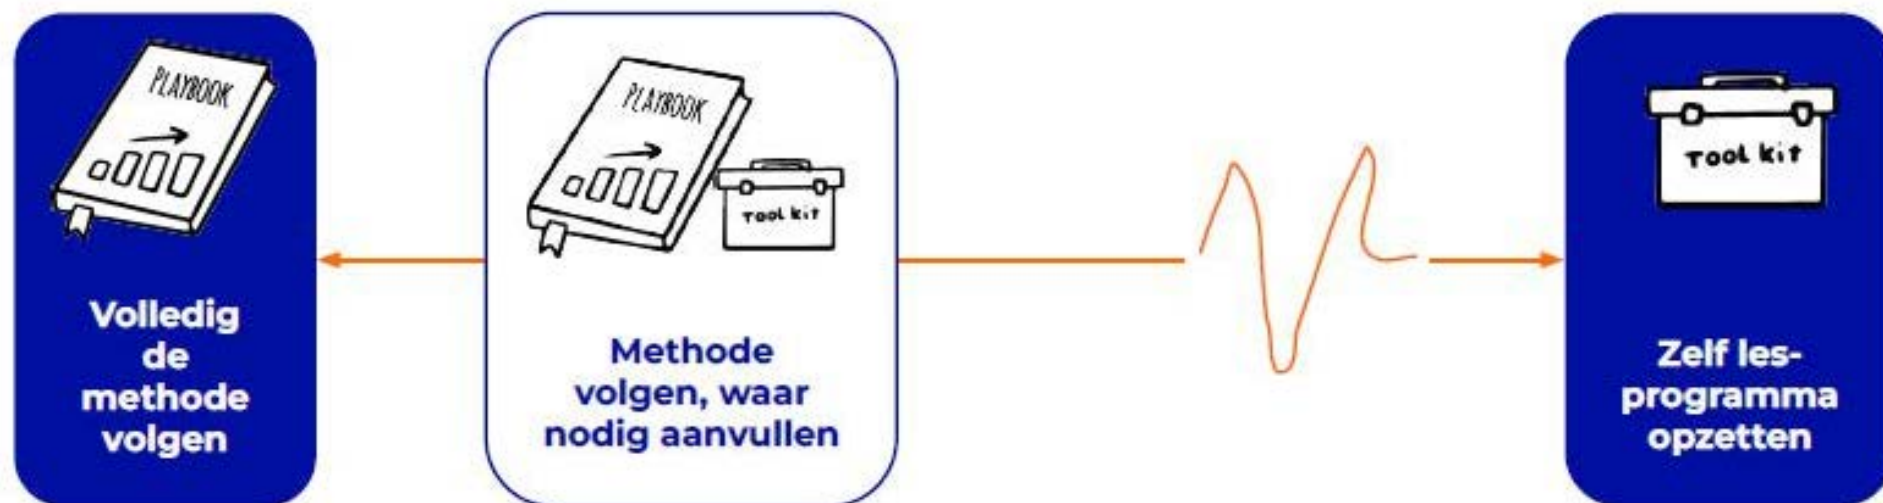 PLAYBOOK
Volledig
de
methode
volgen
PLAYBOOK
TOOL KIT
Methode
volgen, waar
nodig aanvullen
TOOL KIT
Zelf les-
programma
opzetten